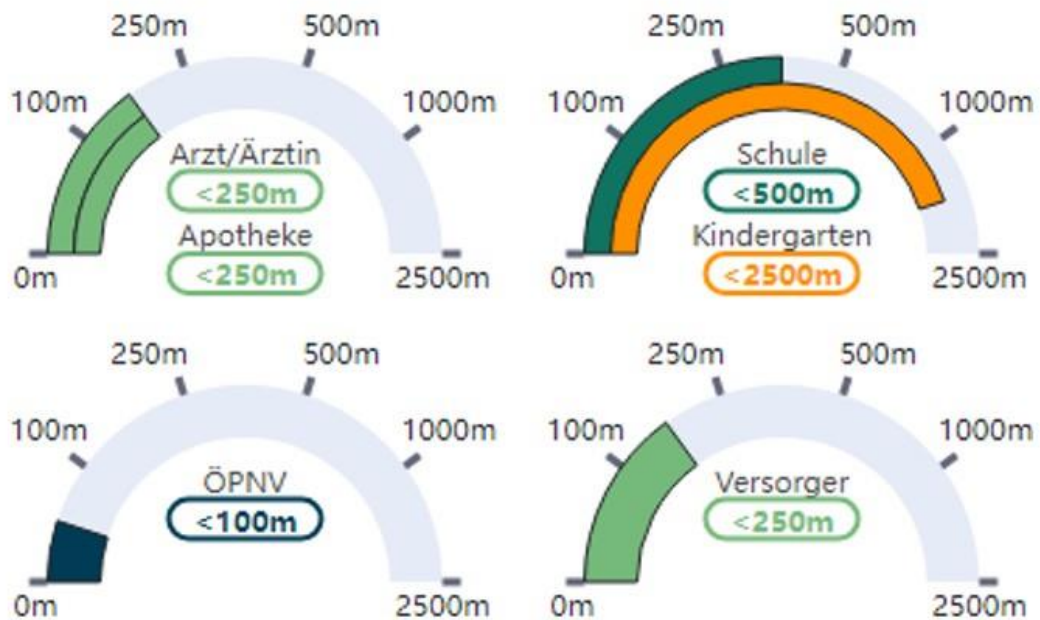 250m 500m
100m 1000m
Arzt/Ärztin
<250m
Apotheke
<250m
0m 2500m
250m 500m
100m 1000m
Schule
<500m
Kindergarten
<2500m
0m 2500m
250m 500m
100m 1000m
ÖPNV
<100m
0m 2500m
250m 500m
100m 1000m
Versorger
<250m
0m 2500m